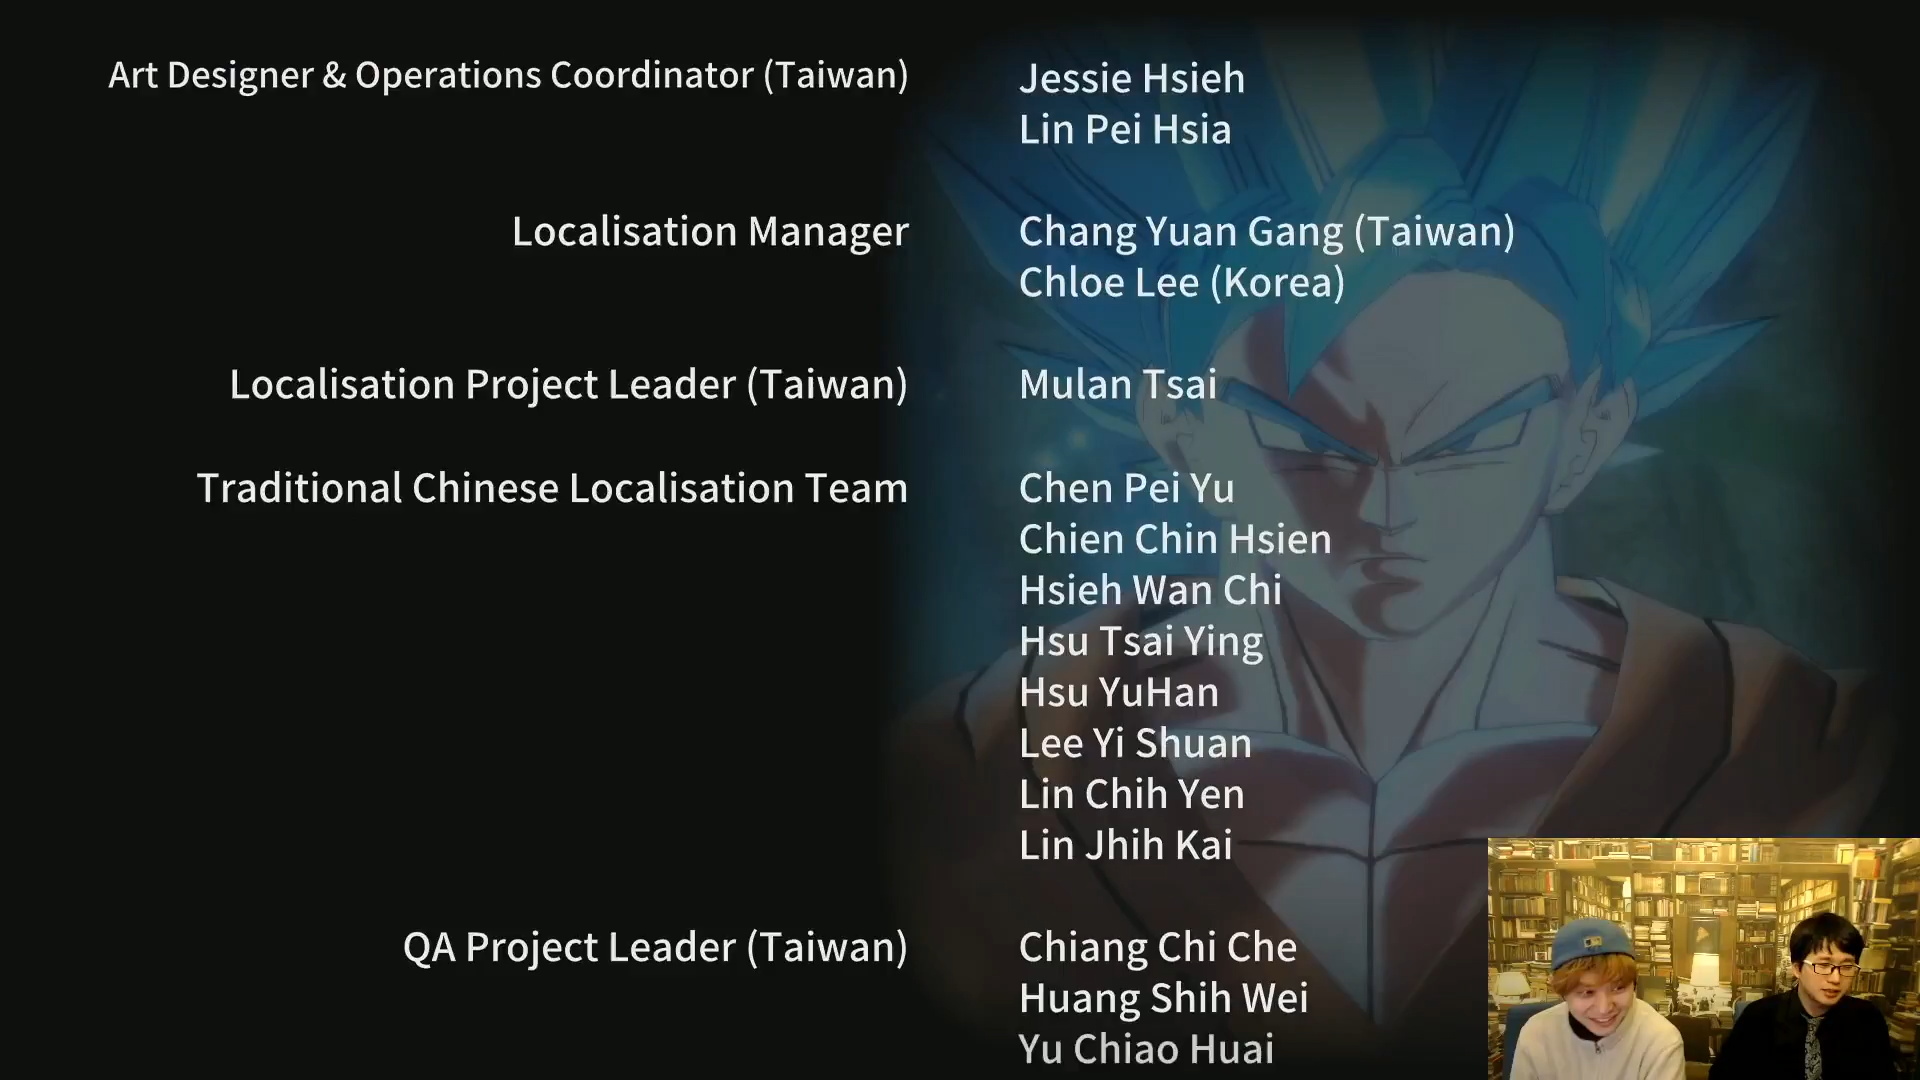 Art Designer & Operations Coordinator (Taiwan) Jessie Hsieh
Lin Pei Hsia
Localisation Manager Chang Yuan Gang (Taiwan)
Chloe Lee (Korea)
Localisation Project Leader (Taiwan) Mulan Tsai
Traditional Chinese Localisation Team Chen Pei Yu
Chien Chin Hsien
Hsieh Wan Chi
Hsu Tsai Ying
Hsu YuHan
Lee Yi Shuan
Lin Chih Yen
Lin Jhih Kai
QA Project Leader (Taiwan) Chiang Chi Che
Huang Shih Wei
Yu Chiao Huai